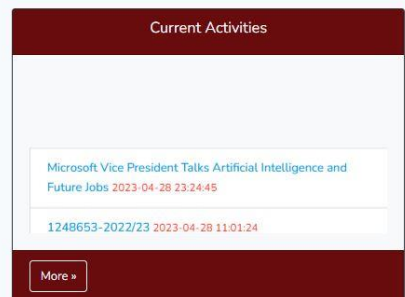 Current Activities
Microsoft Vice President Talks Artificial Intelligence and
Future Jobs 2023-04-28 23:24:45
1248653-2022/23 2023-04-28 11:01:24
More »